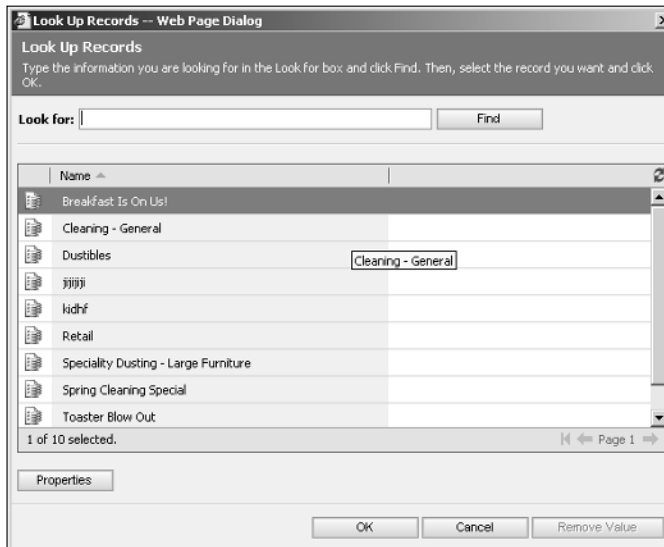 Look Up Records -- Web Page Dialog
Look Up Records
Type the information you are looking for in the Look for box and click Find. Then, select the record you want and click
OK.
Look for: Find
Name
Breakfast Is On Us!
Cleaning - General
Dustibles
Cleaning - General
jijijiji
kidhf
Retail
Speciality Dusting - Large Furniture
Spring Cleaning Special
Toaster Blow Out
1 of 10 selected. Page 1
Properties
OK Cancel Remove Value